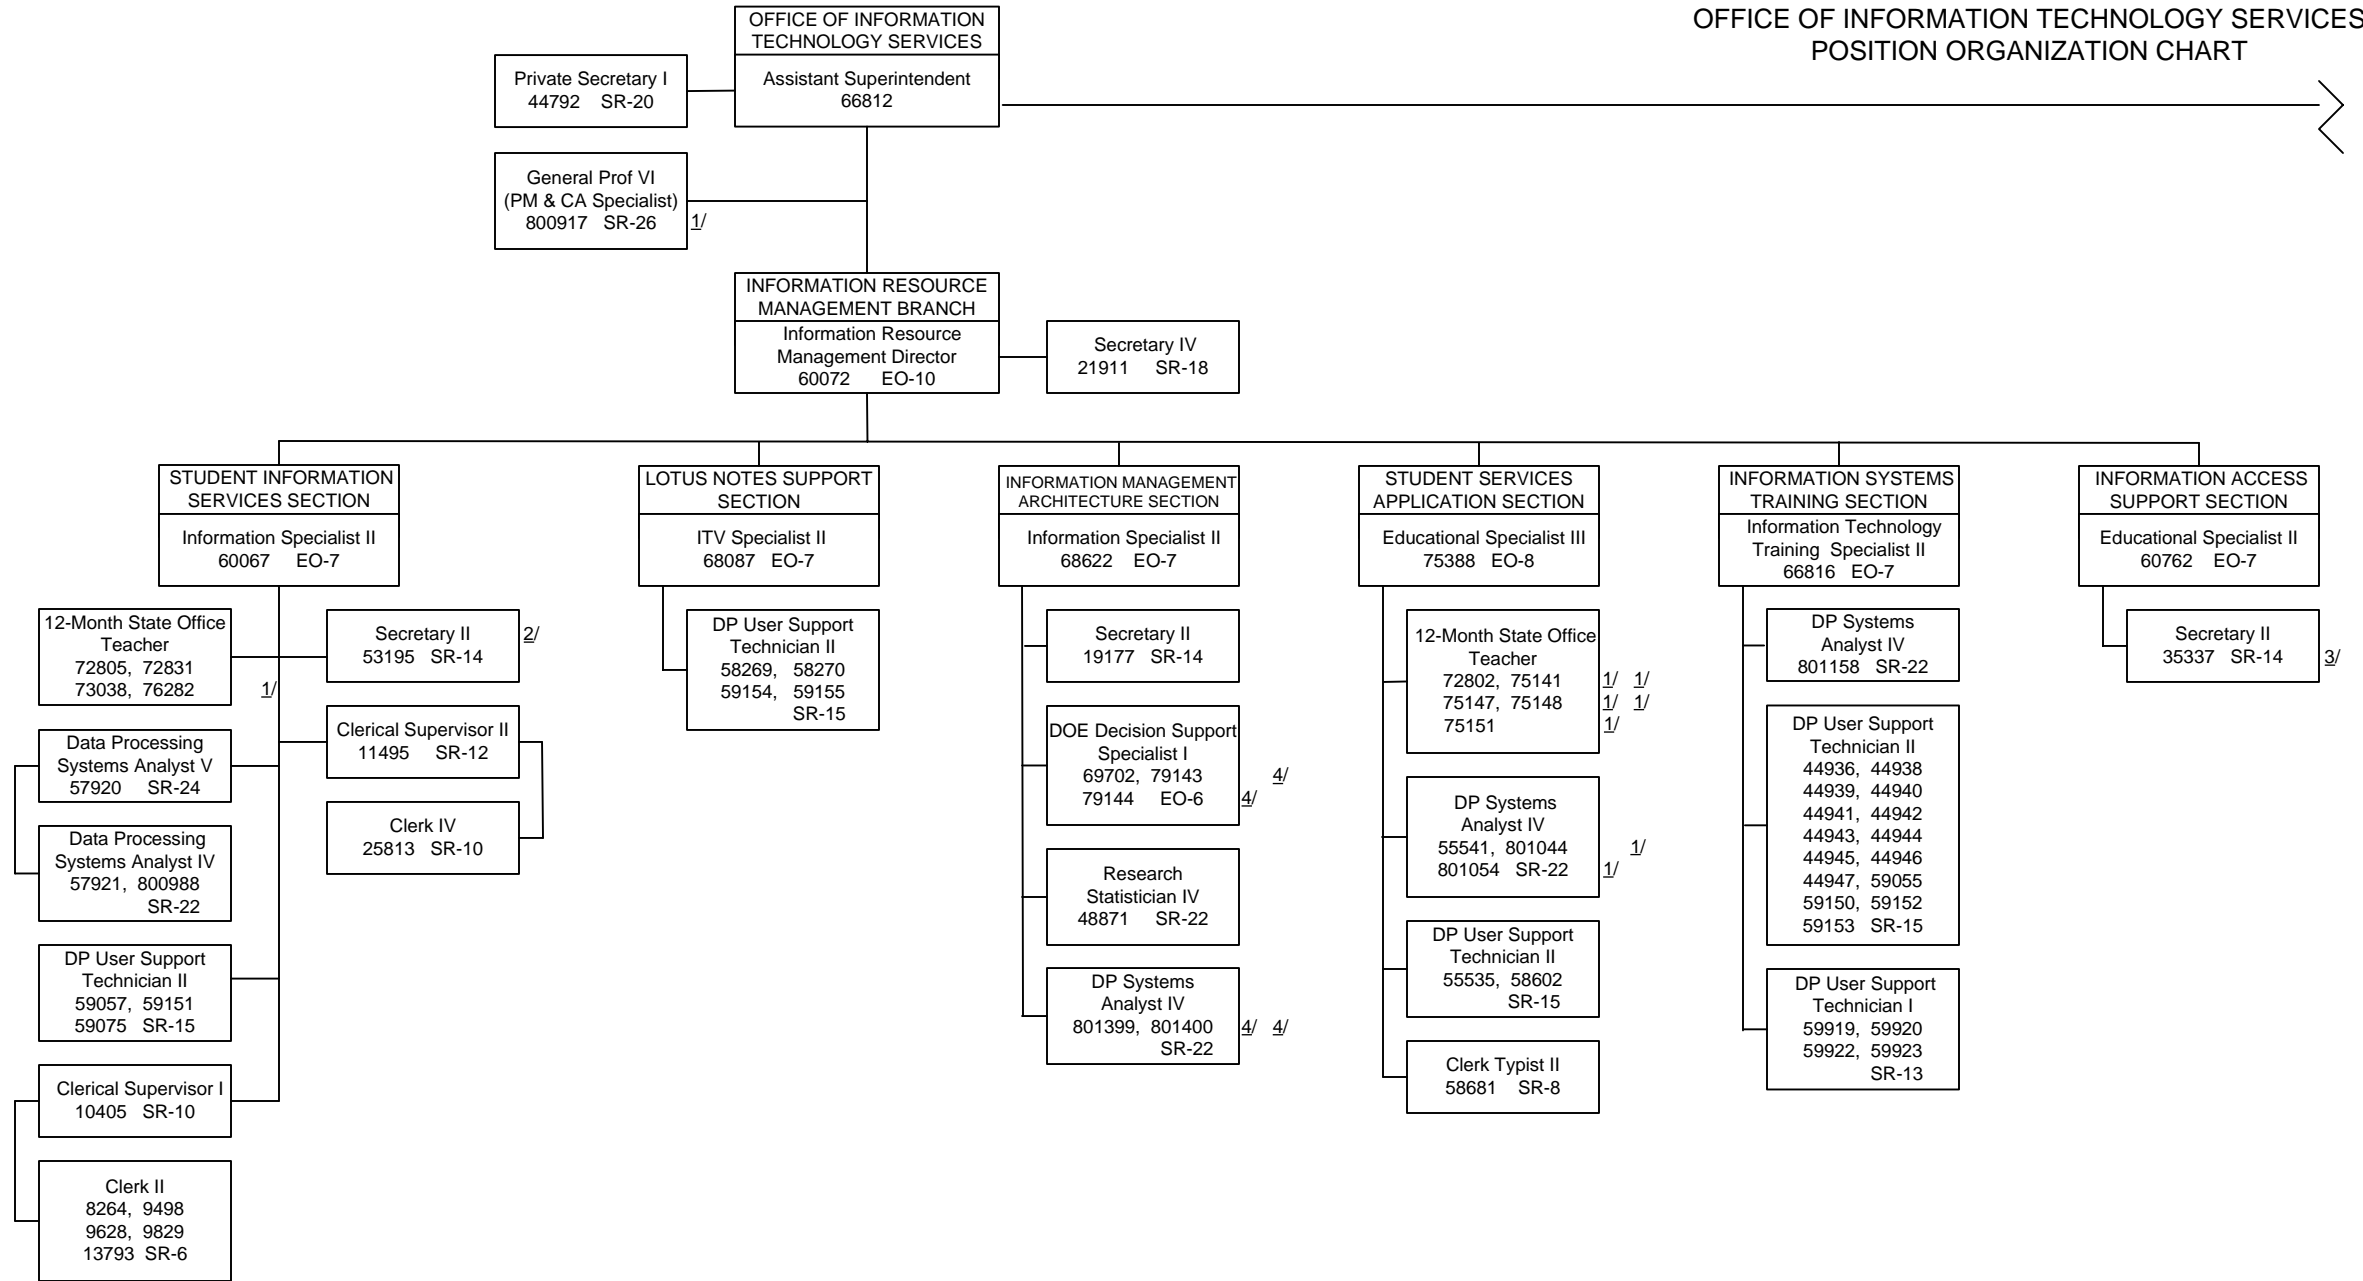 OFFICE OF INFORMATION TECHNOLOGY SERVICES
POSITION ORGANIZATION CHART
OFFICE OF INFORMATION
TECHNOLOGY SERVICES
Assistant Superintendent
66812
Private Secretary I
44792 SR-20
General Prof VI
(PM & CA Specialist)
800917 SR-26 1/
INFORMATION RESOURCE
MANAGEMENT BRANCH
Information Resource
Management Director
60072 EO-10
Secretary IV
21911 SR-18
STUDENT INFORMATION
SERVICES SECTION
Information Specialist II
60067 EO-7
12-Month State Office
Teacher
72805, 72831
73038, 76282 1/
Secretary II 2/
53195 SR-14
Clerical Supervisor II
11495 SR-12
Clerk IV
25813 SR-10
Data Processing
Systems Analyst V
57920 SR-24
Data Processing
Systems Analyst IV
57921, 800988
SR-22
DP User Support
Technician II
59057, 59151
59075 SR-15
Clerical Supervisor I
10405 SR-10
Clerk II
8264, 9498
9628, 9829
13793 SR-6
LOTUS NOTES SUPPORT
SECTION
ITV Specialist II
68087 EO-7
DP User Support
Technician II
58269, 58270
59154, 59155
SR-15
INFORMATION MANAGEMENT
ARCHITECTURE SECTION
Information Specialist II
68622 EO-7
Secretary II
19177 SR-14
DOE Decision Support
Specialist I
69702, 79143 4/
79144 EO-6 4/
Research
Statistician IV
48871 SR-22
DP Systems
Analyst IV
801399, 801400 4/ 4/
SR-22
STUDENT SERVICES
APPLICATION SECTION
Educational Specialist III
75388 EO-8
12-Month State Office
Teacher
72802, 75141 1/ 1/
75147, 75148 1/ 1/
75151 1/
DP Systems
Analyst IV
55541, 801044 1/
801054 SR-22 1/
DP User Support
Technician II
55535, 58602
SR-15
Clerk Typist II
58681 SR-8
INFORMATION SYSTEMS
TRAINING SECTION
Information Technology
Training Specialist II
66816 EO-7
DP Systems
Analyst IV
801158 SR-22
DP User Support
Technician II
44936, 44938
44939, 44940
44941, 44942
44943, 44944
44945, 44946
44947, 59055
59150, 59152
59153 SR-15
DP User Support
Technician I
59919, 59920
59922, 59923
SR-13
INFORMATION ACCESS
SUPPORT SECTION
Educational Specialist II
60762 EO-7
Secretary II
35337 SR-14 3/